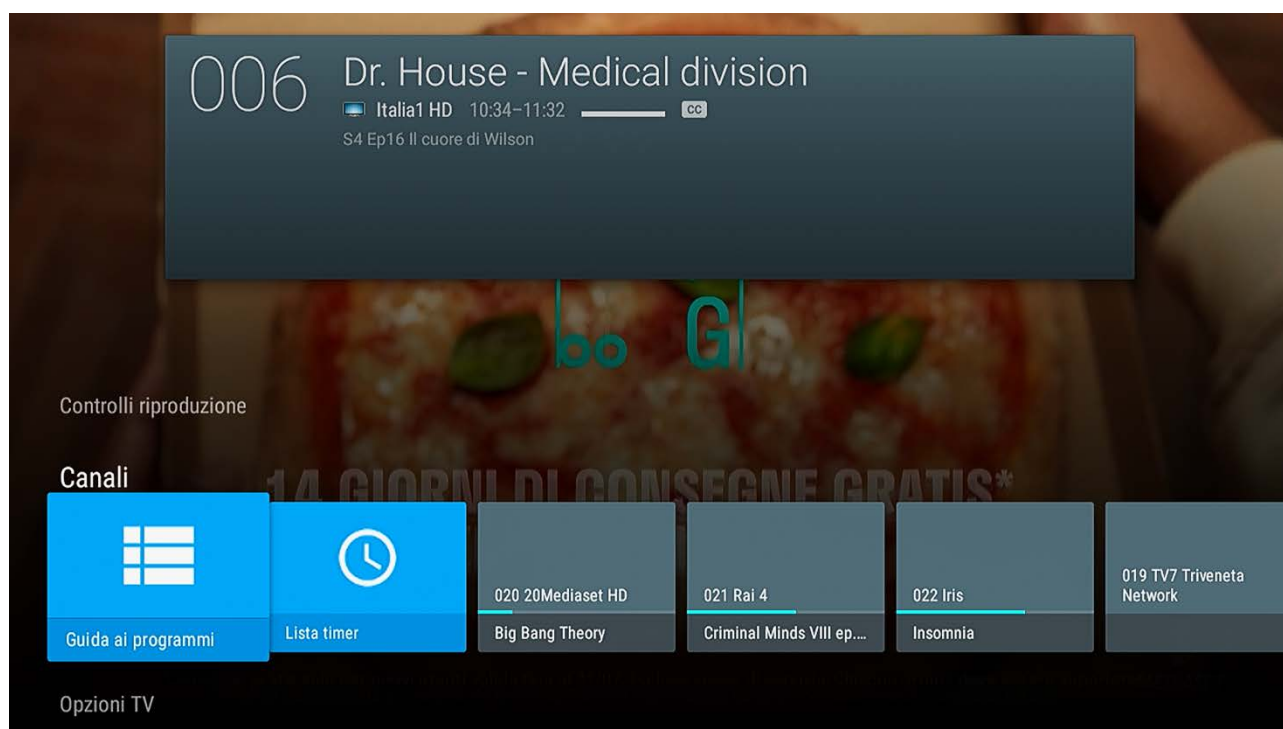 006
Dr. House - Medical division
Italia1 HD 10:34–11:32 CC
S4 Ep16 Il cuore di Wilson
bo Gl
Controlli riproduzione
Canali
14 GIORNI DI CONSEGNE GRATIS*
Guida ai programmi
Lista timer
020 20Mediaset HD
Big Bang Theory
021 Rai 4
Criminal Minds VIII ep....
022 Iris
Insomnia
019 TV7 Triveneta
Network
Opzioni TV